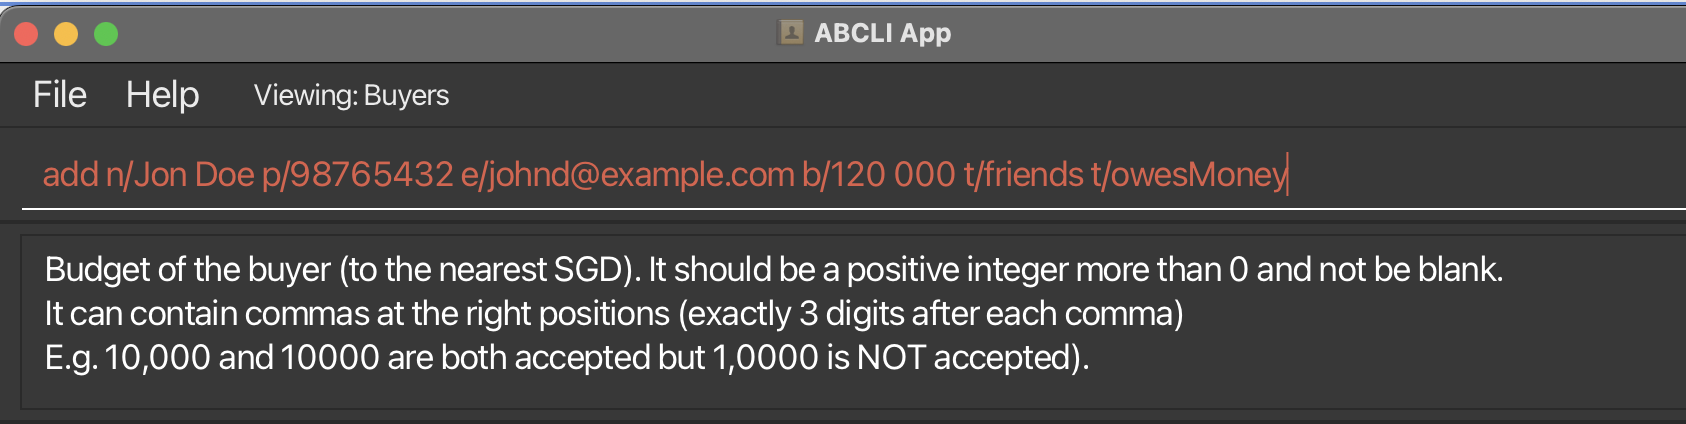 ABCLI App
File Help Viewing: Buyers
add n/Jon Doe p/98765432 e/johnd@example.com b/120 000 t/friends t/owesMoney
Budget of the buyer (to the nearest SGD). It should be a positive integer more than 0 and not be blank.
It can contain commas at the right positions (exactly 3 digits after each comma)
E.g. 10,000 and 10000 are both accepted but 1,0000 is NOT accepted).